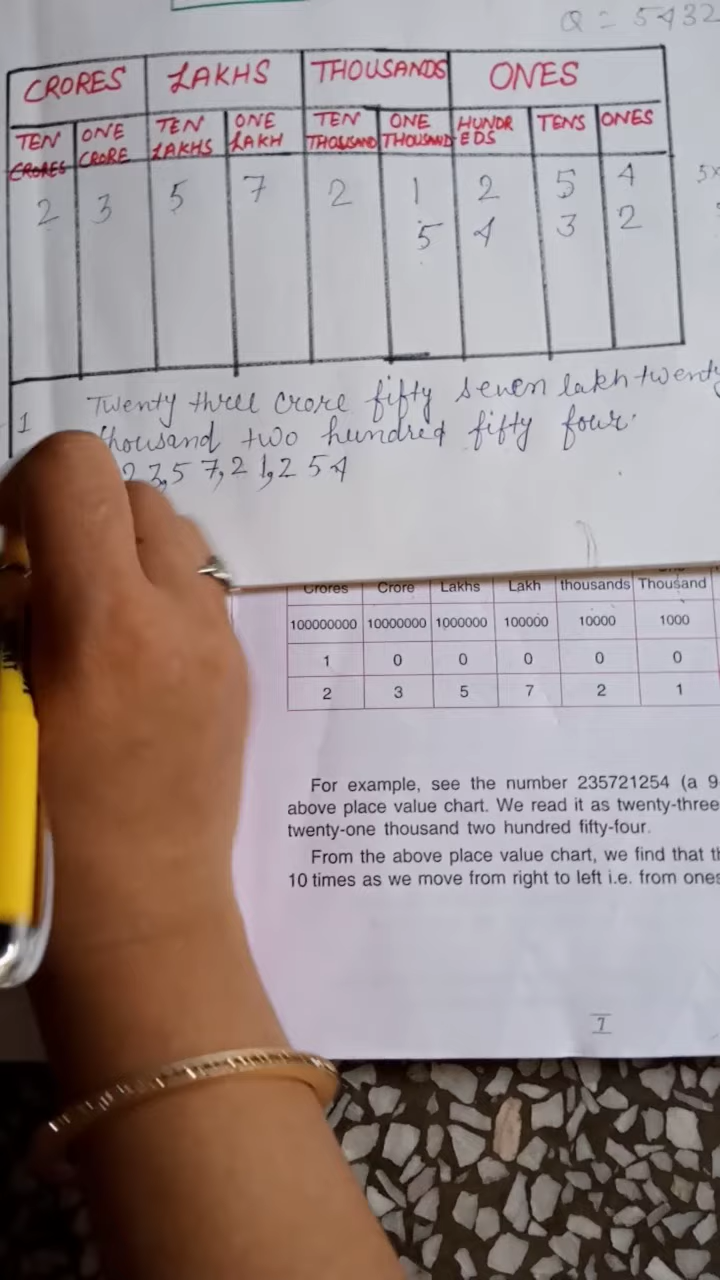 Q = 5432
CRORES LAKHS THOUSANDS ONES
TEN CRORES ONE CRORE TEN LAKHS ONE LAKH TEN THOUSAND ONE THOUSAND HUNDREDS TENS ONES
2 3 5 7 2 1 2 5 4
5 4 3 2
1 Twenty three crore fifty seven lakh twenty
thousand two hundred fifty four.
23,57,21,254
Crores Crore Lakhs Lakh thousands Thousand
100000000 10000000 1000000 100000 10000 1000
1 0 0 0 0 0
2 3 5 7 2 1
For example, see the number 235721254 (a 9
above place value chart. We read it as twenty-three
twenty-one thousand two hundred fifty-four.
From the above place value chart, we find that
10 times as we move from right to left i.e. from ones
7